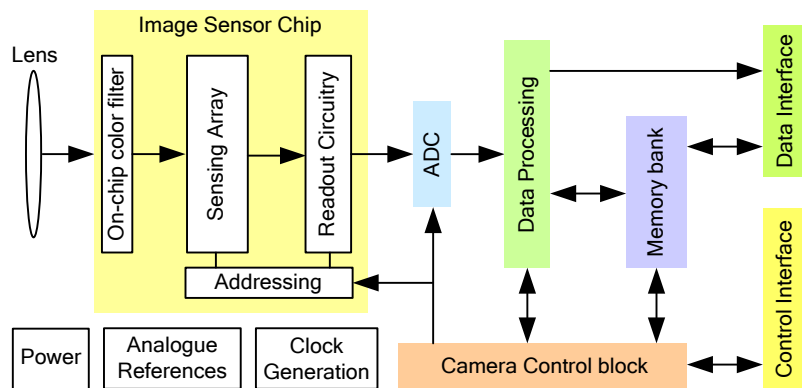 Image Sensor Chip
Lens
On-chip color filter
Sensing Array
Readout Circuitry
Addressing
ADC
Data Processing
Memory bank
Data Interface
Control Interface
Power
Analogue
References
Clock
Generation
Camera Control block